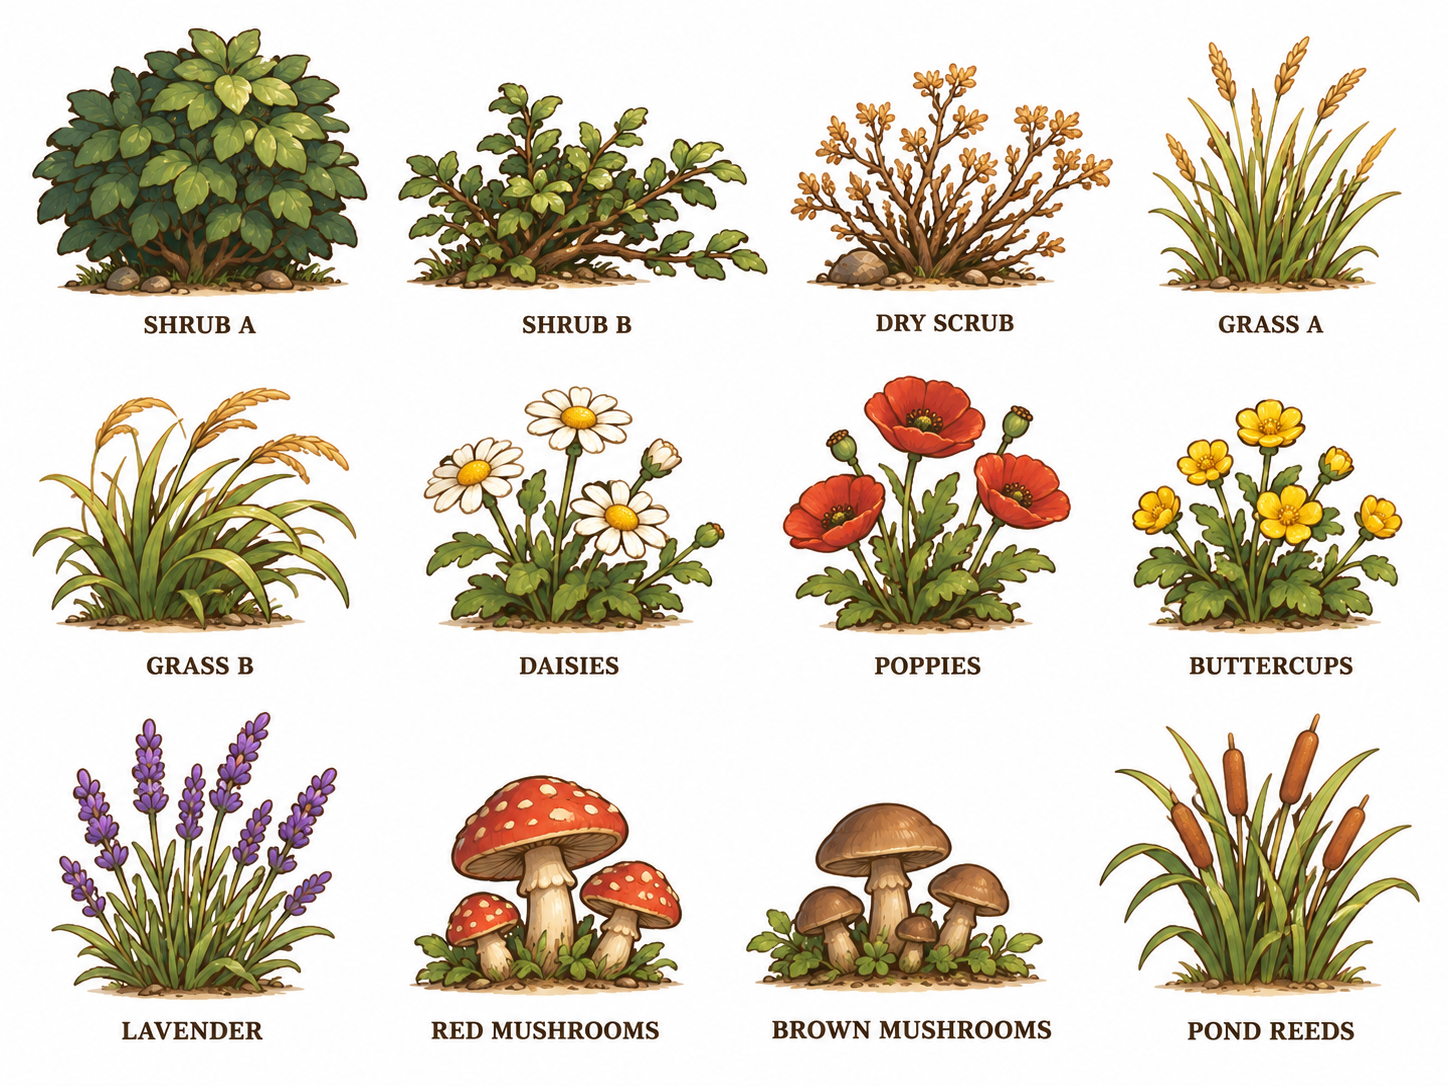 SHRUB A
SHRUB B
DRY SCRUB
GRASS A
GRASS B
DAISIES
POPPIES
BUTTERCUPS
LAVENDER
RED MUSHROOMS
BROWN MUSHROOMS
POND REEDS